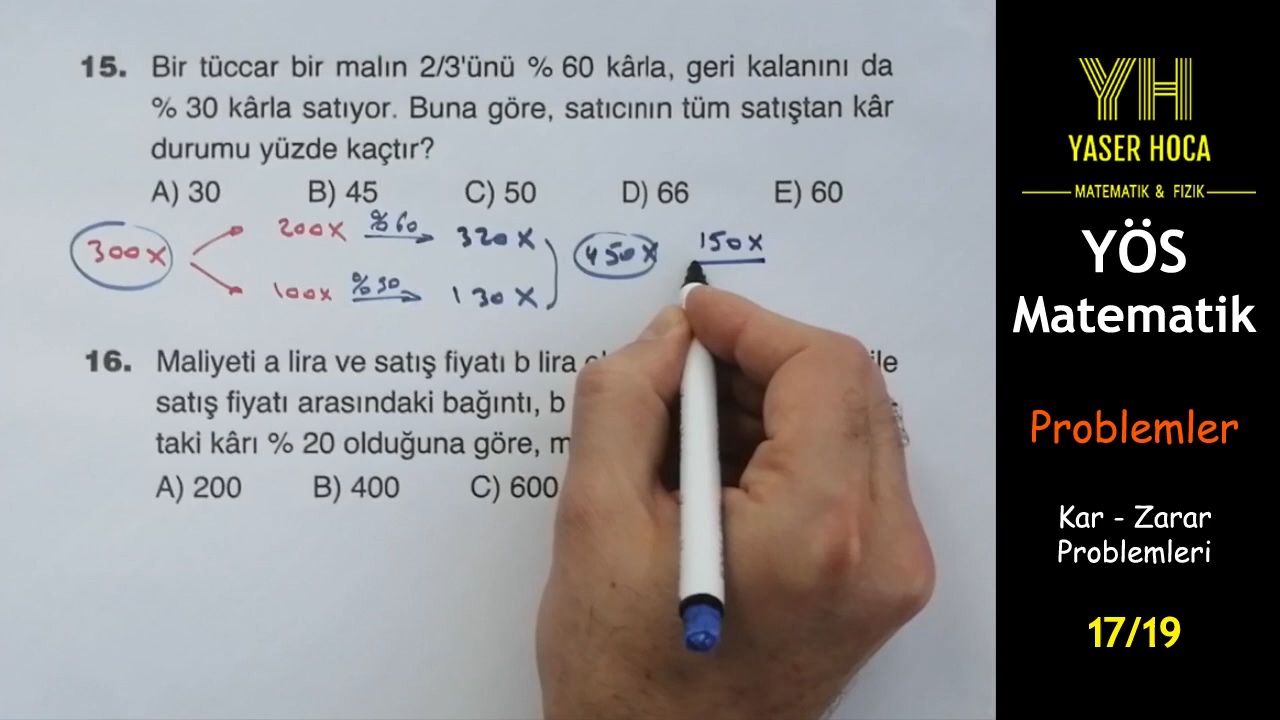 15. Bir tüccar bir malın 2/3'ünü % 60 kârla, geri kalanını da
% 30 kârla satıyor. Buna göre, satıcının tüm satıştan kâr
durumu yüzde kaçtır?
A) 30 B) 45 C) 50 D) 66 E) 60
300x 200x %60 320x 450x 150x
100x %30 130x
16. Maliyeti a lira ve satış fiyatı b lira ile
satış fiyatı arasındaki bağıntı, b
taki kârı % 20 olduğuna göre,
A) 200 B) 400 C) 600
YH
YASER HOCA
MATEMATIK & FIZIK
YÖS
Matematik
Problemler
Kar - Zarar
Problemleri
17/19